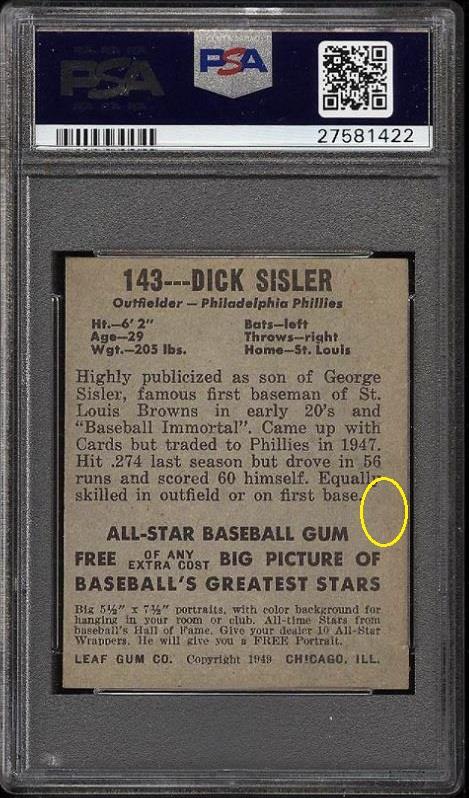 PSA
PSA
27581422
143---DICK SISLER
Outfielder — Philadelphia Phillies
Ht.—6' 2" Bats—left
Age—29 Throws—right
Wgt.—205 lbs. Home—St. Louis
Highly publicized as son of George
Sisler, famous first baseman of St.
Louis Browns in early 20's and
"Baseball Immortal". Came up with
Cards but traded to Phillies in 1947.
Hit .274 last season but drove in 56
runs and scored 60 himself. Equally
skilled in outfield or on first base.
ALL-STAR BASEBALL GUM
FREE OF ANY EXTRA COST BIG PICTURE OF
BASEBALL'S GREATEST STARS
Big 5½" x 7½" portraits, with color background for
hanging in your room or club. All-time Stars from
baseball's Hall of Fame. Give your dealer 10 All-Star
Wrappers. He will give you a FREE Portrait.
LEAF GUM CO. Copyright 1949 CHICAGO, ILL.